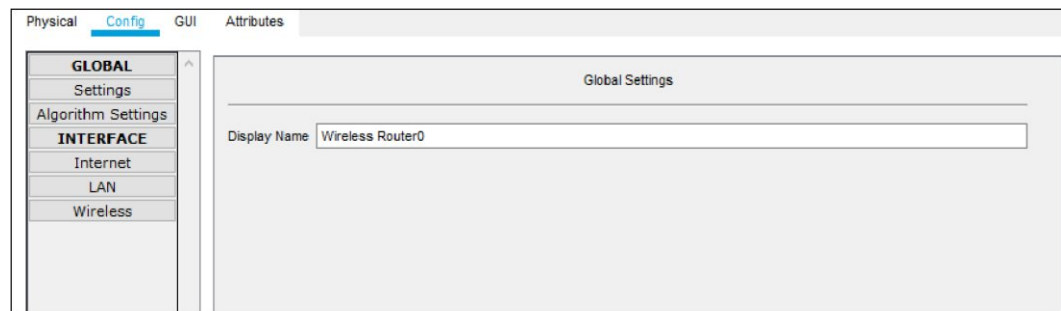 Physical Config GUI Attributes
GLOBAL
Settings
Algorithm Settings
INTERFACE
Internet
LAN
Wireless
Global Settings
Display Name Wireless Router0